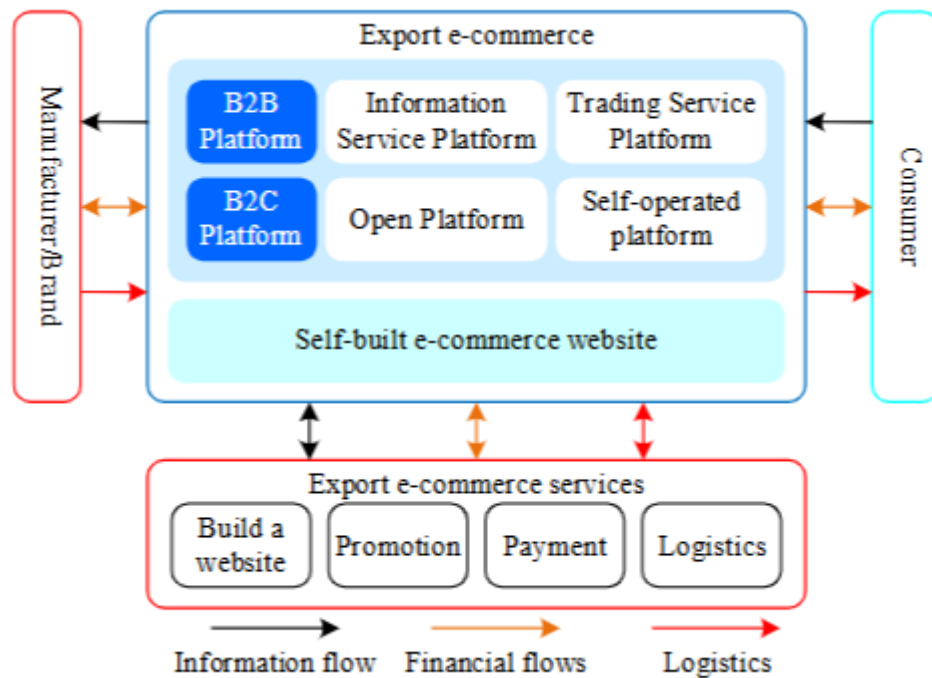 Export e-commerce
Manufacturer/Brand
B2B
Platform
Information
Service Platform
Trading Service
Platform
B2C
Platform
Open Platform
Self-operated
platform
Consumer
Self-built e-commerce website
Export e-commerce services
Build a
website
Promotion
Payment
Logistics
Information flow
Financial flows
Logistics